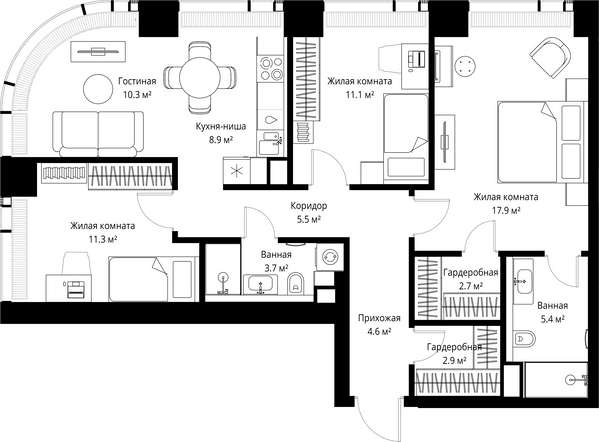 Гостиная
10.3 м²
Кухня-ниша
8.9 м²
Жилая комната
11.1 м²
Жилая комната
17.9 м²
Коридор
5.5 м²
Жилая комната
11.3 м²
Ванная
3.7 м²
Гардеробная
2.7 м²
Ванная
5.4 м²
Прихожая
4.6 м²
Гардеробная
2.9 м²